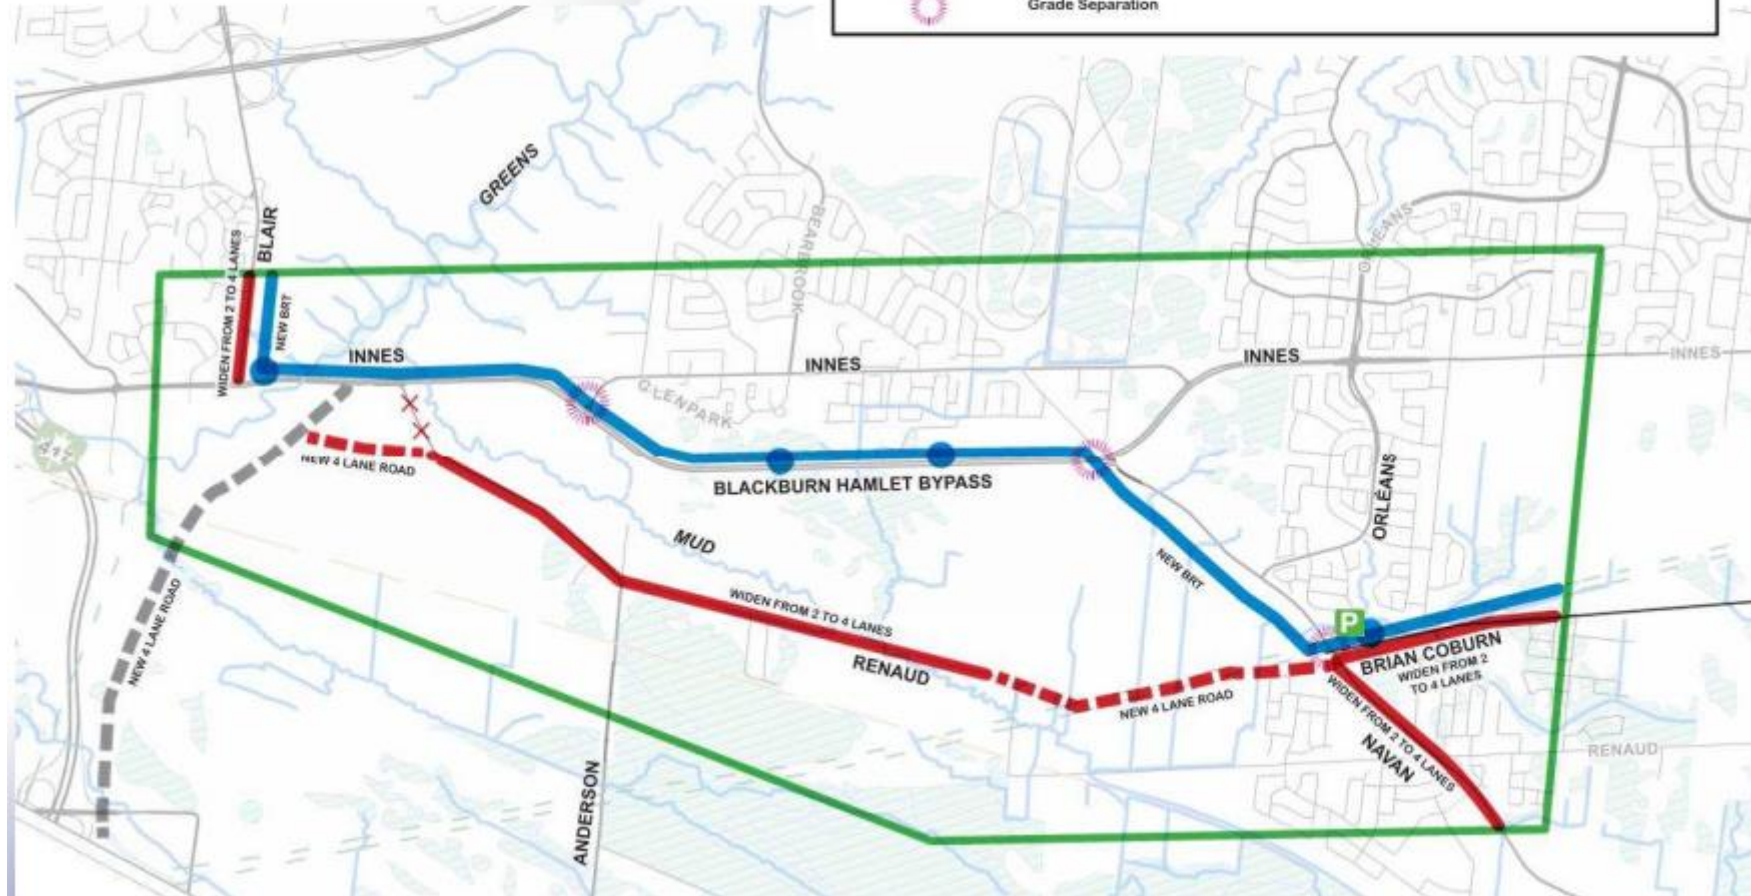 Grade Separation
GREENS
BLAIR
WIDEN FROM 2 TO 4 LANES
NEW BRT
BEARBROOK
ORLEANS
INNES
INNES
INNES
INNES
GLENPARK
417
NEW 4 LANE ROAD
BLACKBURN HAMLET BYPASS
ORLÉANS
MUD
NEW BRT
NEW 4 LANE ROAD
WIDEN FROM 2 TO 4 LANES
RENAUD
P
BRIAN COBURN
WIDEN FROM 2
TO 4 LANES
NEW 4 LANE ROAD
WIDEN FROM 2 TO 4 LANES
NAVAN
RENAUD
ANDERSON